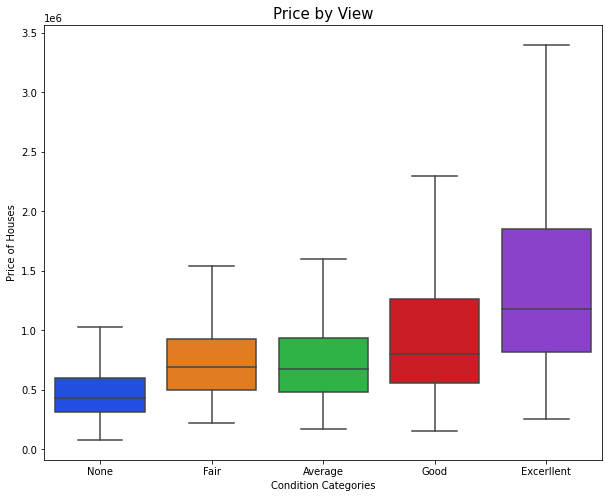 Price by View
1e6
3.5
3.0
2.5
2.0
1.5
1.0
0.5
0.0
Price of Houses
None Fair Average Good Excerllent
Condition Categories